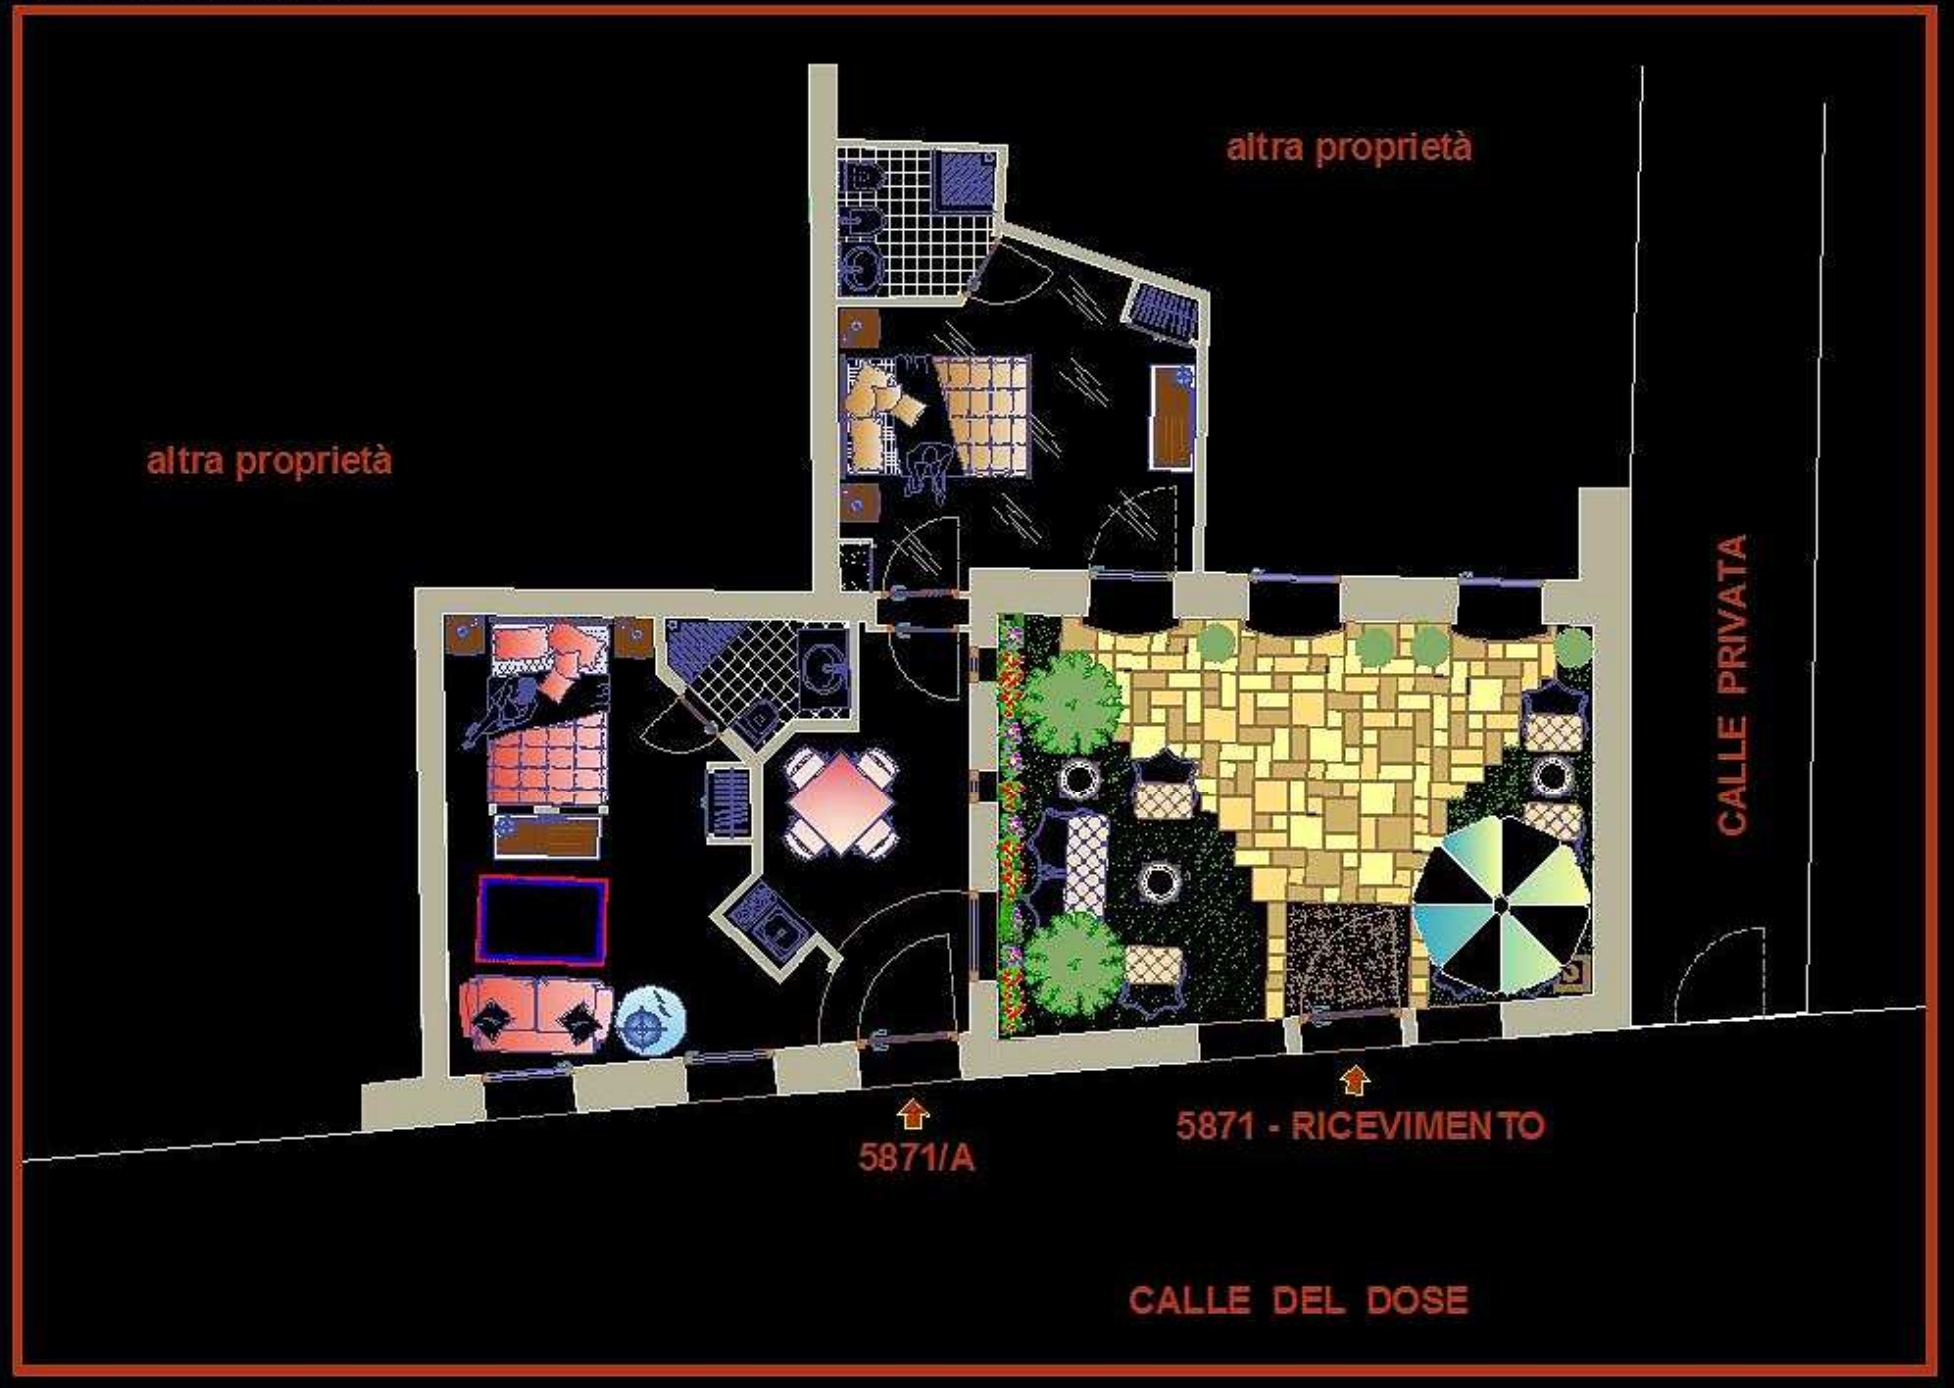 altra proprietà
altra proprietà
CALLE PRIVATA
5871 - RICEVIMENTO
5871/A
CALLE DEL DOSE